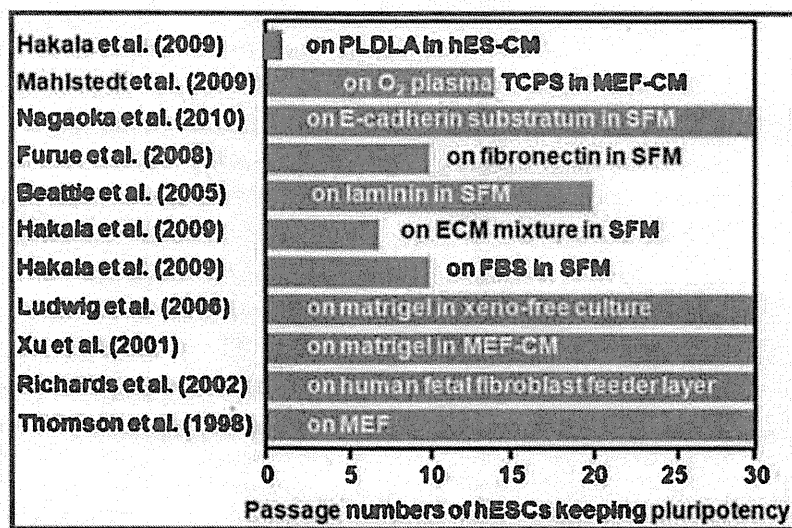 Hakala et al. (2009) on PLDLA in hES-CM
Mahlstedt et al. (2009) on O2 plasma TCPS in MEF-CM
Nagaoka et al. (2010) on E-cadherin substratum in SFM
Furue et al. (2008) on fibronectin in SFM
Beattie et al. (2005) on laminin in SFM
Hakala et al. (2009) on ECM mixture in SFM
Hakala et al. (2009) on FBS in SFM
Ludwig et al. (2006) on matrigel in xeno-free culture
Xu et al. (2001) on matrigel in MEF-CM
Richards et al. (2002) on human fetal fibroblast feeder layer
Thomson et al. (1998) on MEF
0 5 10 15 20 25 30
Passage numbers of hESCs keeping pluripotency